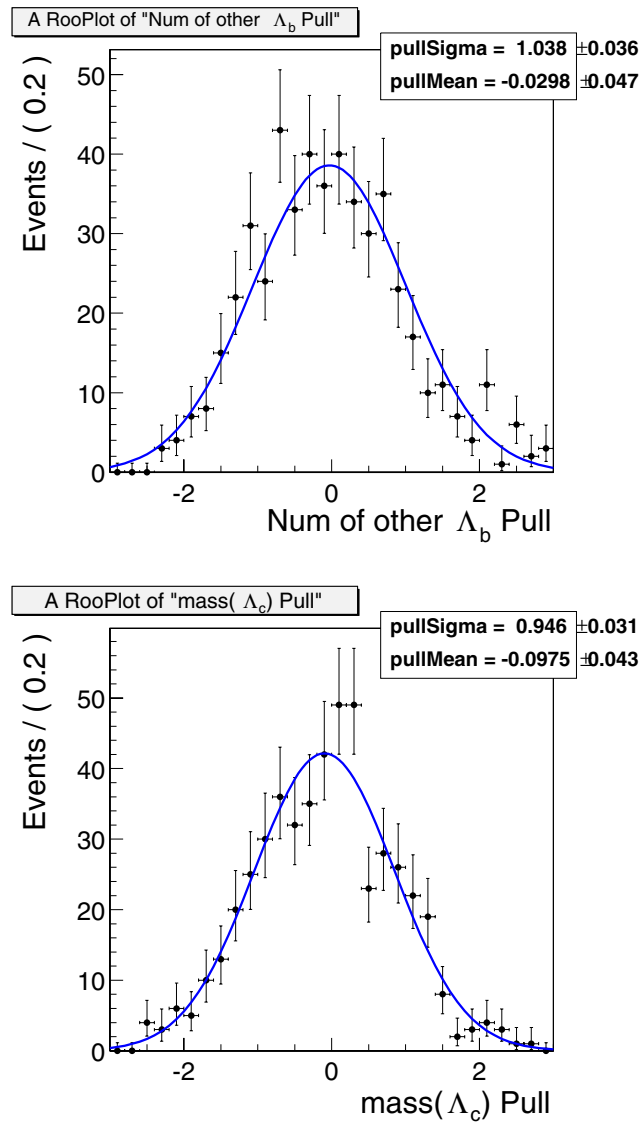 A RooPlot of "Num of other Λb Pull"
pullSigma = 1.038 ±0.036
pullMean = -0.0298 ±0.047
Events / ( 0.2 )
50
40
30
20
10
0
-2 0 2
Num of other Λb Pull
A RooPlot of "mass( Λc) Pull"
pullSigma = 0.946 ±0.031
pullMean = -0.0975 ±0.043
Events / ( 0.2 )
50
40
30
20
10
0
-2 0 2
mass(Λc) Pull